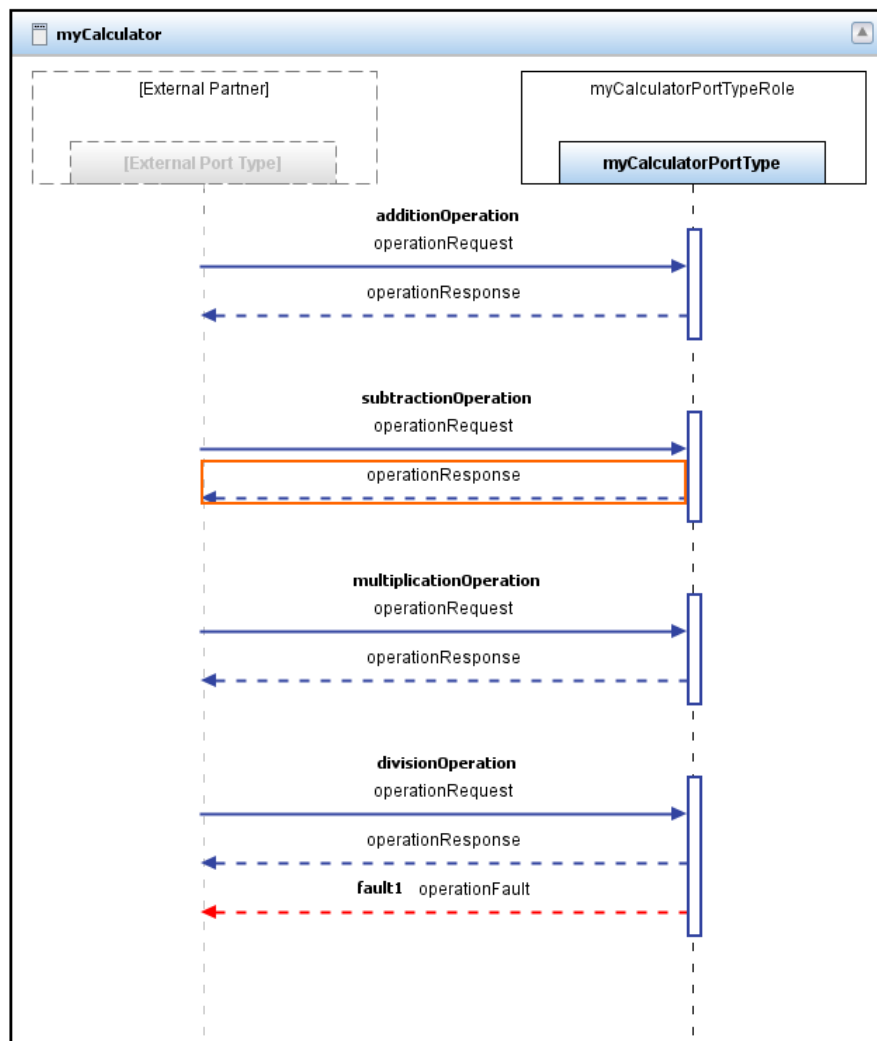 myCalculator
[External Partner]
myCalculatorPortTypeRole
[External Port Type]
myCalculatorPortType
additionOperation
operationRequest
operationResponse
subtractionOperation
operationRequest
operationResponse
multiplicationOperation
operationRequest
operationResponse
divisionOperation
operationRequest
operationResponse
fault1 operationFault